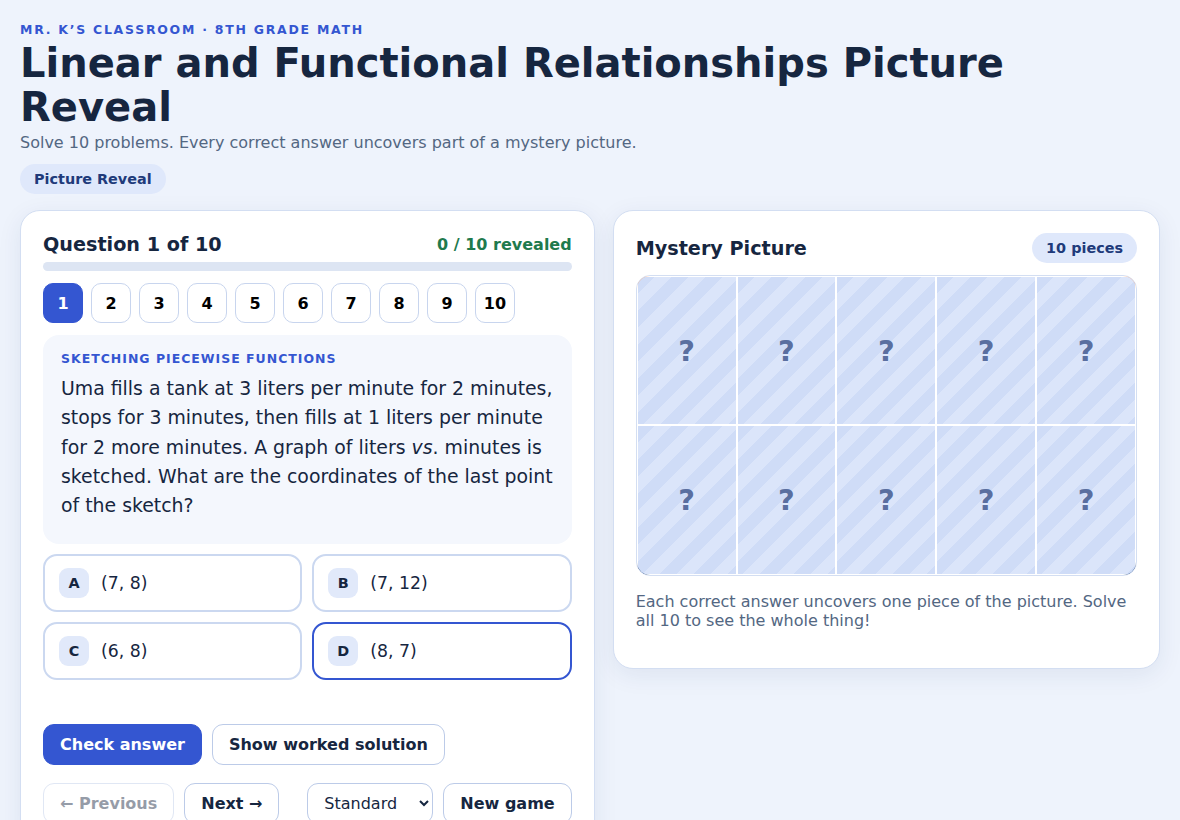 MR. K’S CLASSROOM · 8TH GRADE MATH
Linear and Functional Relationships Picture
Reveal
Solve 10 problems. Every correct answer uncovers part of a mystery picture.
Picture Reveal
Question 1 of 10
0 / 10 revealed
1 2 3 4 5 6 7 8 9 10
SKETCHING PIECEWISE FUNCTIONS
Uma fills a tank at 3 liters per minute for 2 minutes,
stops for 3 minutes, then fills at 1 liters per minute
for 2 more minutes. A graph of liters vs. minutes is
sketched. What are the coordinates of the last point
of the sketch?
A (7, 8)
B (7, 12)
C (6, 8)
D (8, 7)
Check answer
Show worked solution
← Previous
Next →
Standard
New game
Mystery Picture
10 pieces
? ? ? ? ?
? ? ? ? ?
Each correct answer uncovers one piece of the picture. Solve
all 10 to see the whole thing!